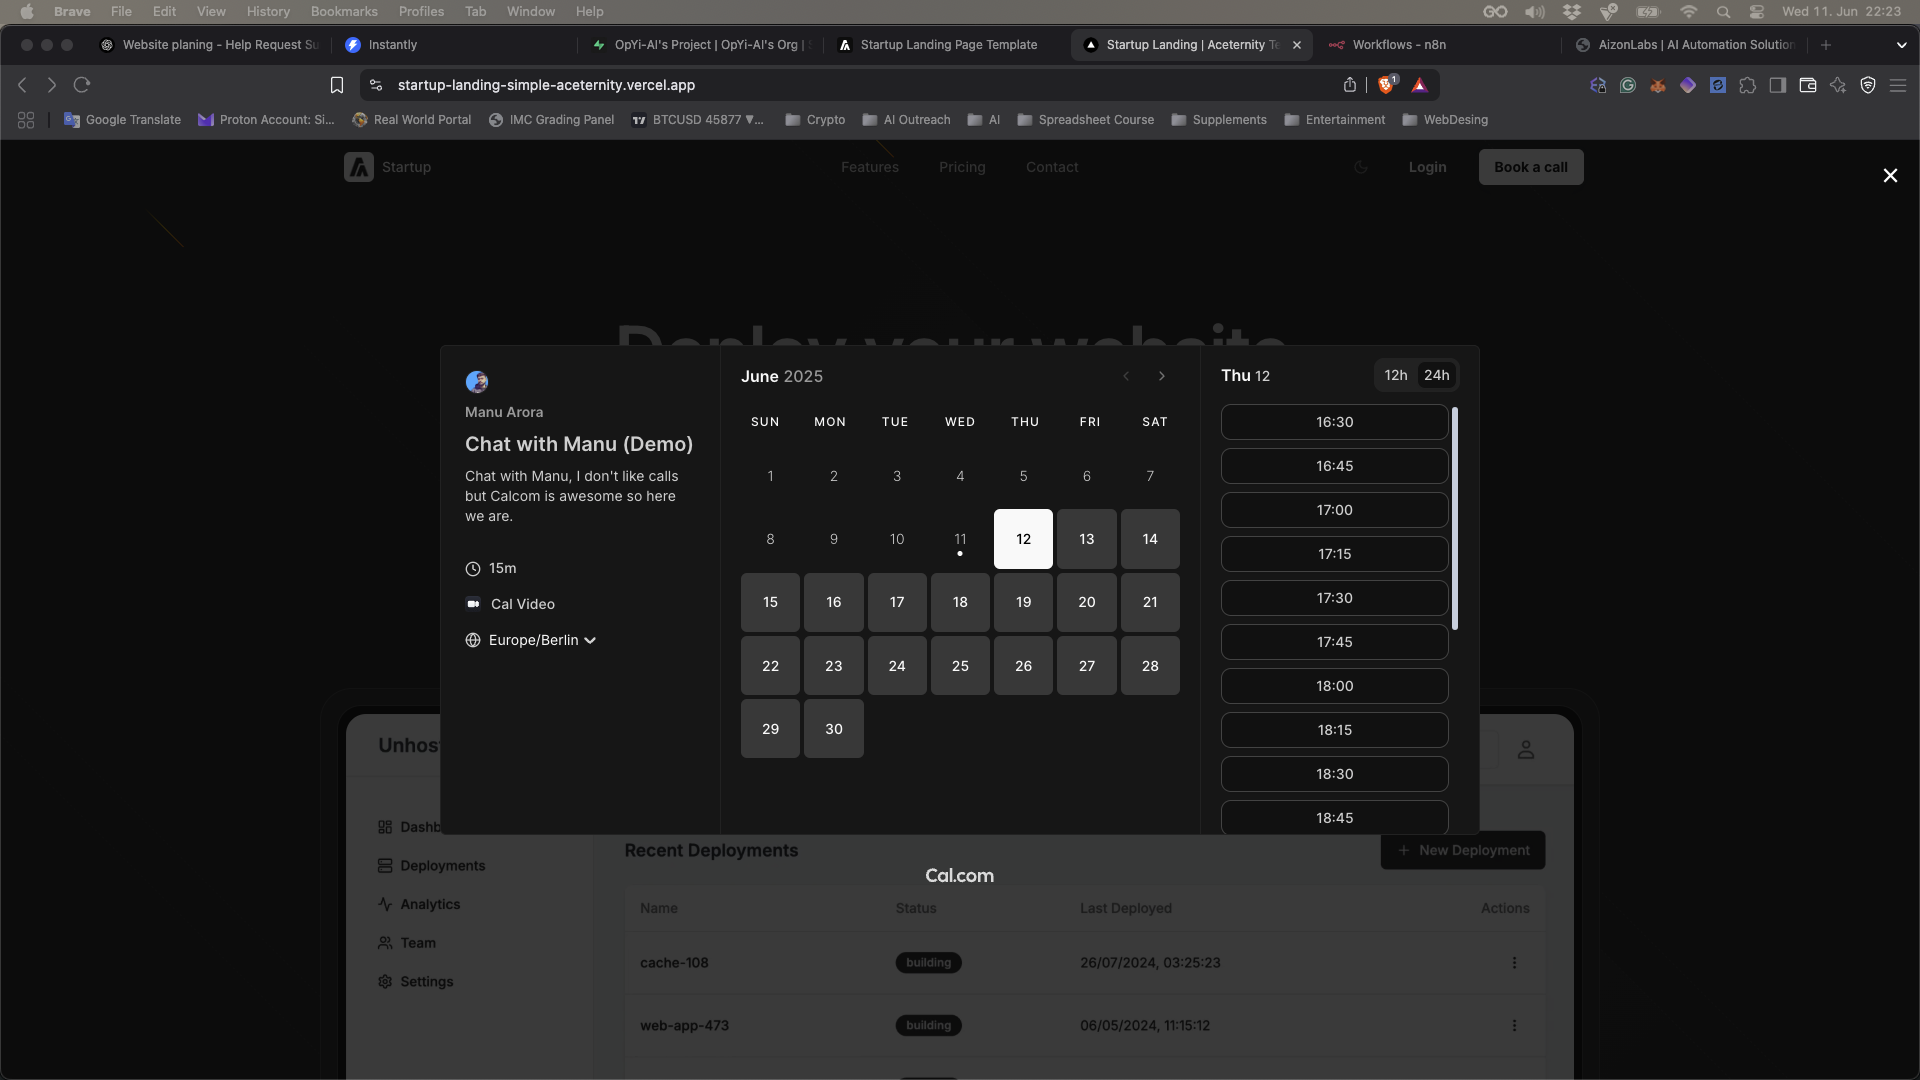 Brave File Edit View History Bookmarks Profiles Tab Window Help Wed 11. Jun 22:23
Website planing - Help Request Su
Instantly
OpYi-AI's Project | OpYi-AI's Org |
Startup Landing Page Template
Startup Landing | Aceternity Te
Workflows - n8n
AizonLabs | AI Automation Solution
startup-landing-simple-aceternity.vercel.app
1
Google Translate
Proton Account: Si...
Real World Portal
IMC Grading Panel
BTCUSD 45877 ▼...
Crypto
AI Outreach
AI
Spreadsheet Course
Supplements
Entertainment
WebDesing
Startup
Features Pricing Contact
Login
Book a call
Deploy your website
Manu Arora
Chat with Manu (Demo)
Chat with Manu, I don't like calls
but Calcom is awesome so here
we are.
15m
Cal Video
Europe/Berlin
June 2025
SUN MON TUE WED THU FRI SAT
1 2 3 4 5 6 7
8 9 10 11 12 13 14
15 16 17 18 19 20 21
22 23 24 25 26 27 28
29 30
Thu 12
12h 24h
16:30
16:45
17:00
17:15
17:30
17:45
18:00
18:15
18:30
18:45
Cal.com
Unhos
Dashb
Deployments
Analytics
Team
Settings
Recent Deployments
+ New Deployment
Name Status Last Deployed Actions
cache-108 building 26/07/2024, 03:25:23
web-app-473 building 06/05/2024, 11:15:12